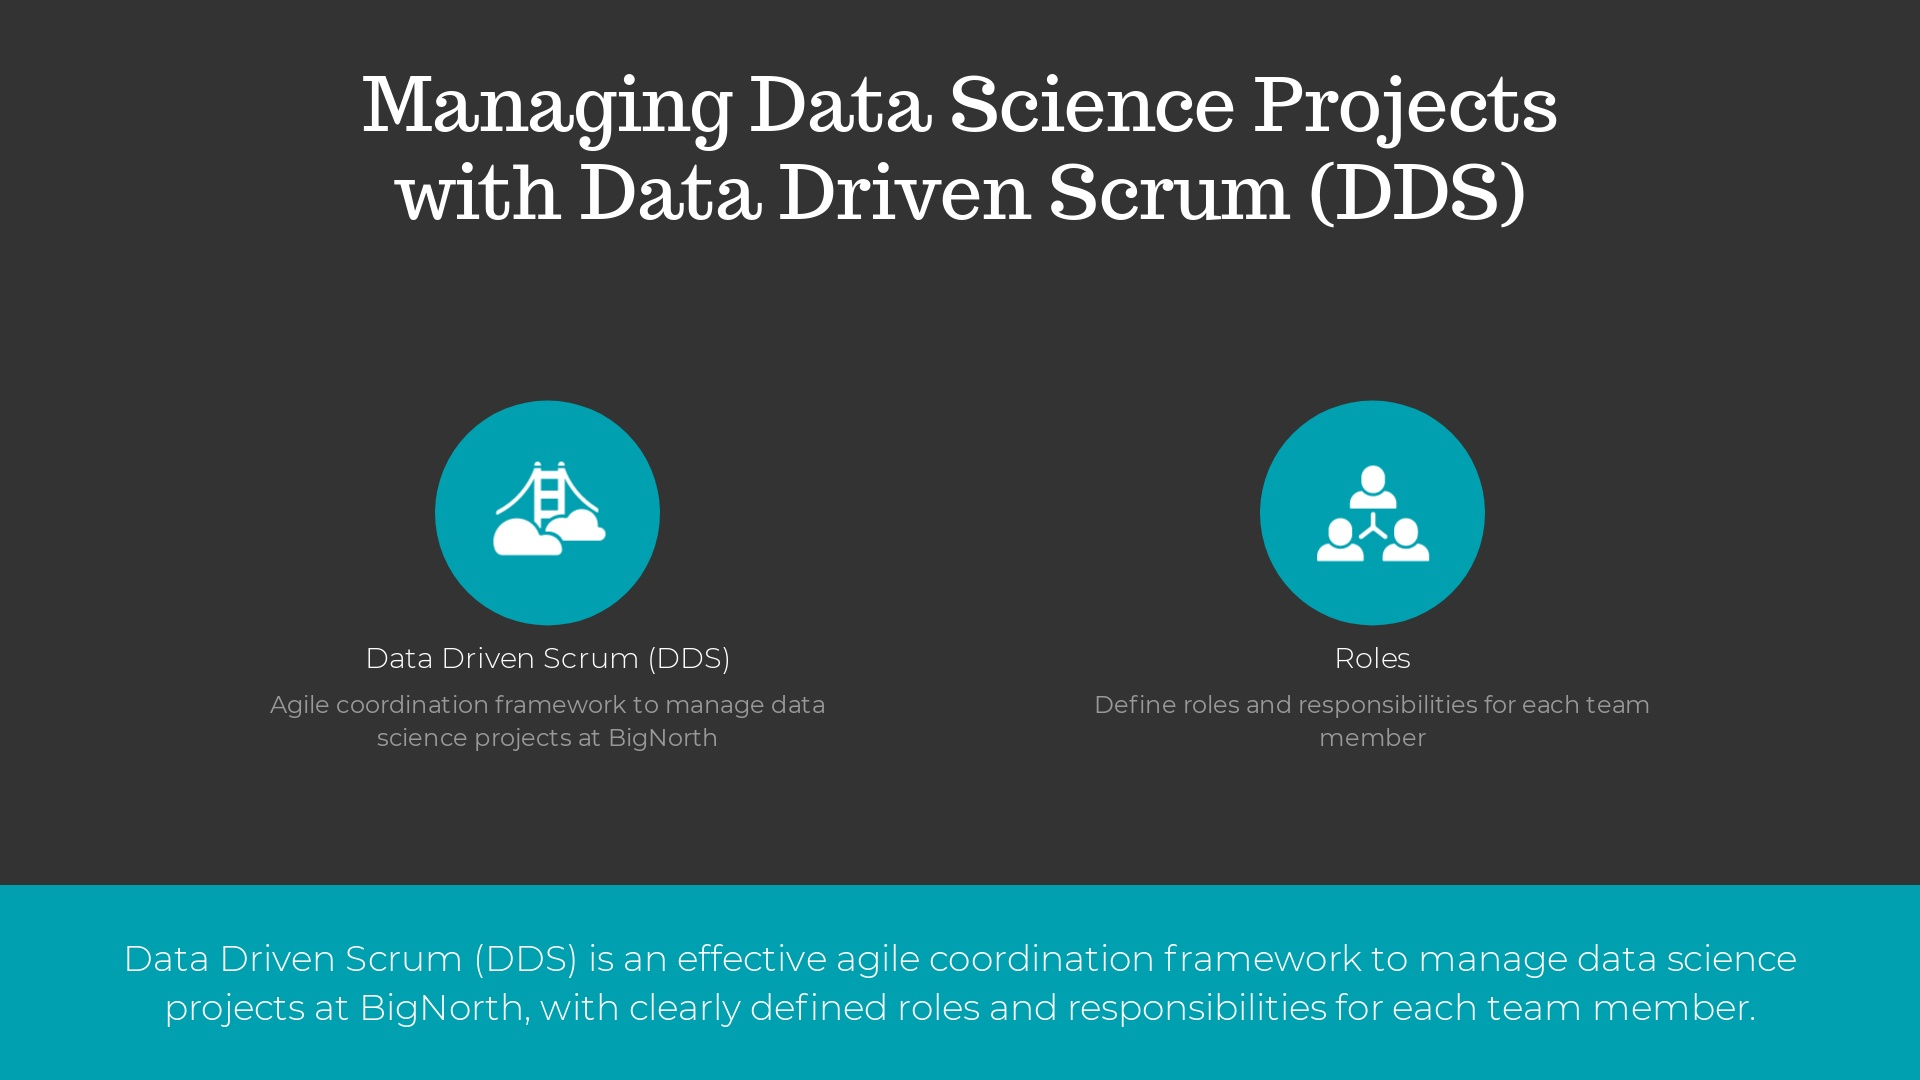 Managing Data Science Projects
with Data Driven Scrum (DDS)
Data Driven Scrum (DDS)
Agile coordination framework to manage data
science projects at BigNorth
Roles
Define roles and responsibilities for each team
member
Data Driven Scrum (DDS) is an effective agile coordination framework to manage data science
projects at BigNorth, with clearly defined roles and responsibilities for each team member.